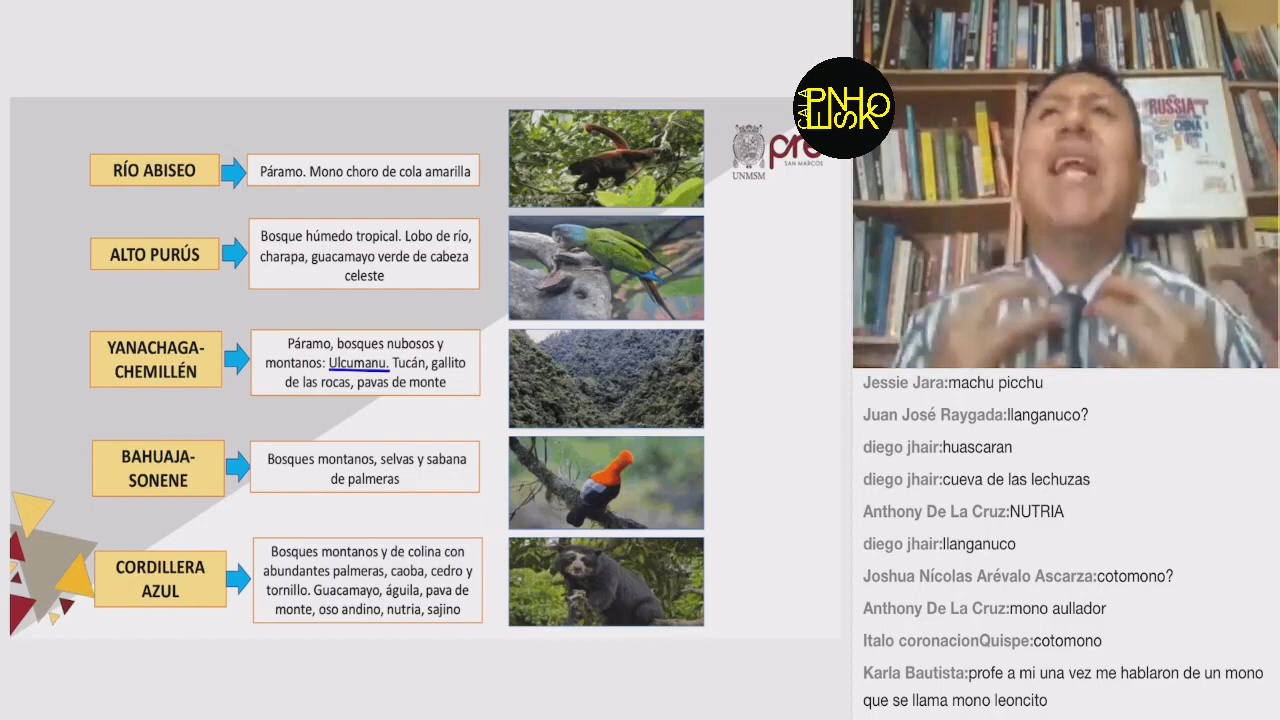 RÍO ABISEO
Páramo. Mono choro de cola amarilla
ALTO PURÚS
Bosque húmedo tropical. Lobo de río,
charapa, guacamayo verde de cabeza
celeste
YANACHAGA-
CHEMILLÉN
Páramo, bosques nubosos y
montanos: Ulcumanu. Tucán, gallito
de las rocas, pavas de monte
BAHUAJA-
SONENE
Bosques montanos, selvas y sabana
de palmeras
CORDILLERA
AZUL
Bosques montanos y de colina con
abundantes palmeras, caoba, cedro y
tornillo. Guacamayo, águila, pava de
monte, oso andino, nutria, sajino
UNMSM
pre
SAN MARCOS
RUSSIA
CHINA
Jessie Jara:machu picchu
Juan José Raygada:llanganuco?
diego jhair:huascaran
diego jhair:cueva de las lechuzas
Anthony De La Cruz:NUTRIA
diego jhair:llanganuco
Joshua Nícolas Arévalo Ascarza:cotomono?
Anthony De La Cruz:mono aullador
Italo coronacionQuispe:cotomono
Karla Bautista:profe a mi una vez me hablaron de un mono
que se llama mono leoncito